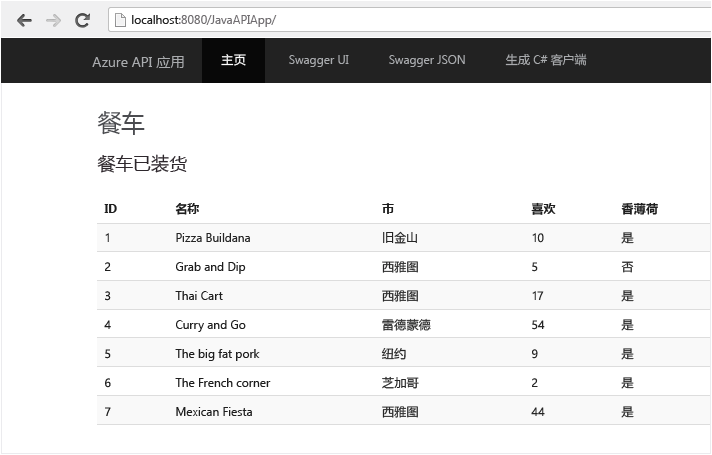 localhost:8080/JavaAPIApp/
Azure API 应用 主页 Swagger UI Swagger JSON 生成 C# 客户端
餐车
餐车已装货
ID 名称 市 喜欢 香薄荷
1 Pizza Buildana 旧金山 10 是
2 Grab and Dip 西雅图 5 否
3 Thai Cart 西雅图 17 是
4 Curry and Go 雷德蒙德 54 是
5 The big fat pork 纽约 9 是
6 The French corner 芝加哥 2 是
7 Mexican Fiesta 西雅图 44 是